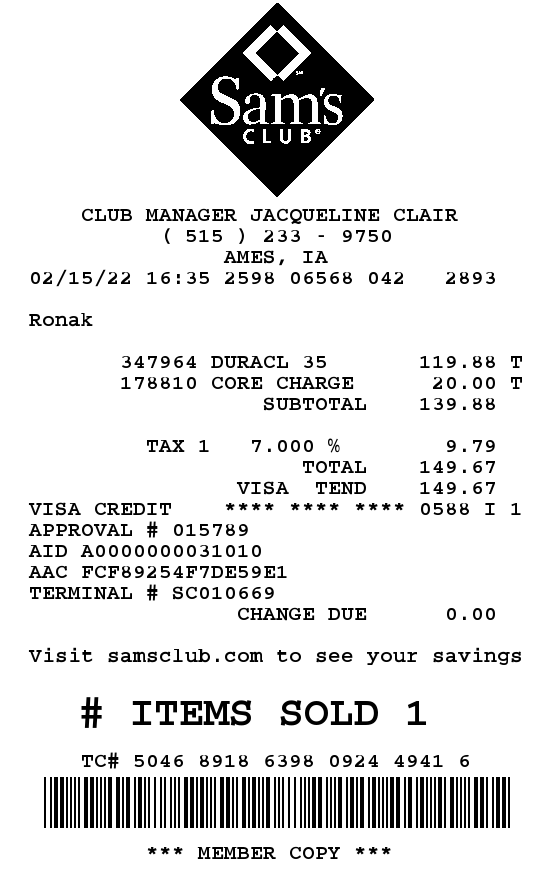 Sam's
CLUB®
CLUB MANAGER JACQUELINE CLAIR
( 515 ) 233 - 9750
AMES, IA
02/15/22 16:35 2598 06568 042 2893
Ronak
347964 DURACL 35 119.88 T
178810 CORE CHARGE 20.00 T
SUBTOTAL 139.88
TAX 1 7.000 % 9.79
TOTAL 149.67
VISA TEND 149.67
VISA CREDIT **** **** **** 0588 I 1
APPROVAL # 015789
AID A0000000031010
AAC FCF89254F7DE59E1
TERMINAL # SC010669
CHANGE DUE 0.00
Visit samsclub.com to see your savings
# ITEMS SOLD 1
TC# 5046 8918 6398 0924 4941 6
*** MEMBER COPY ***